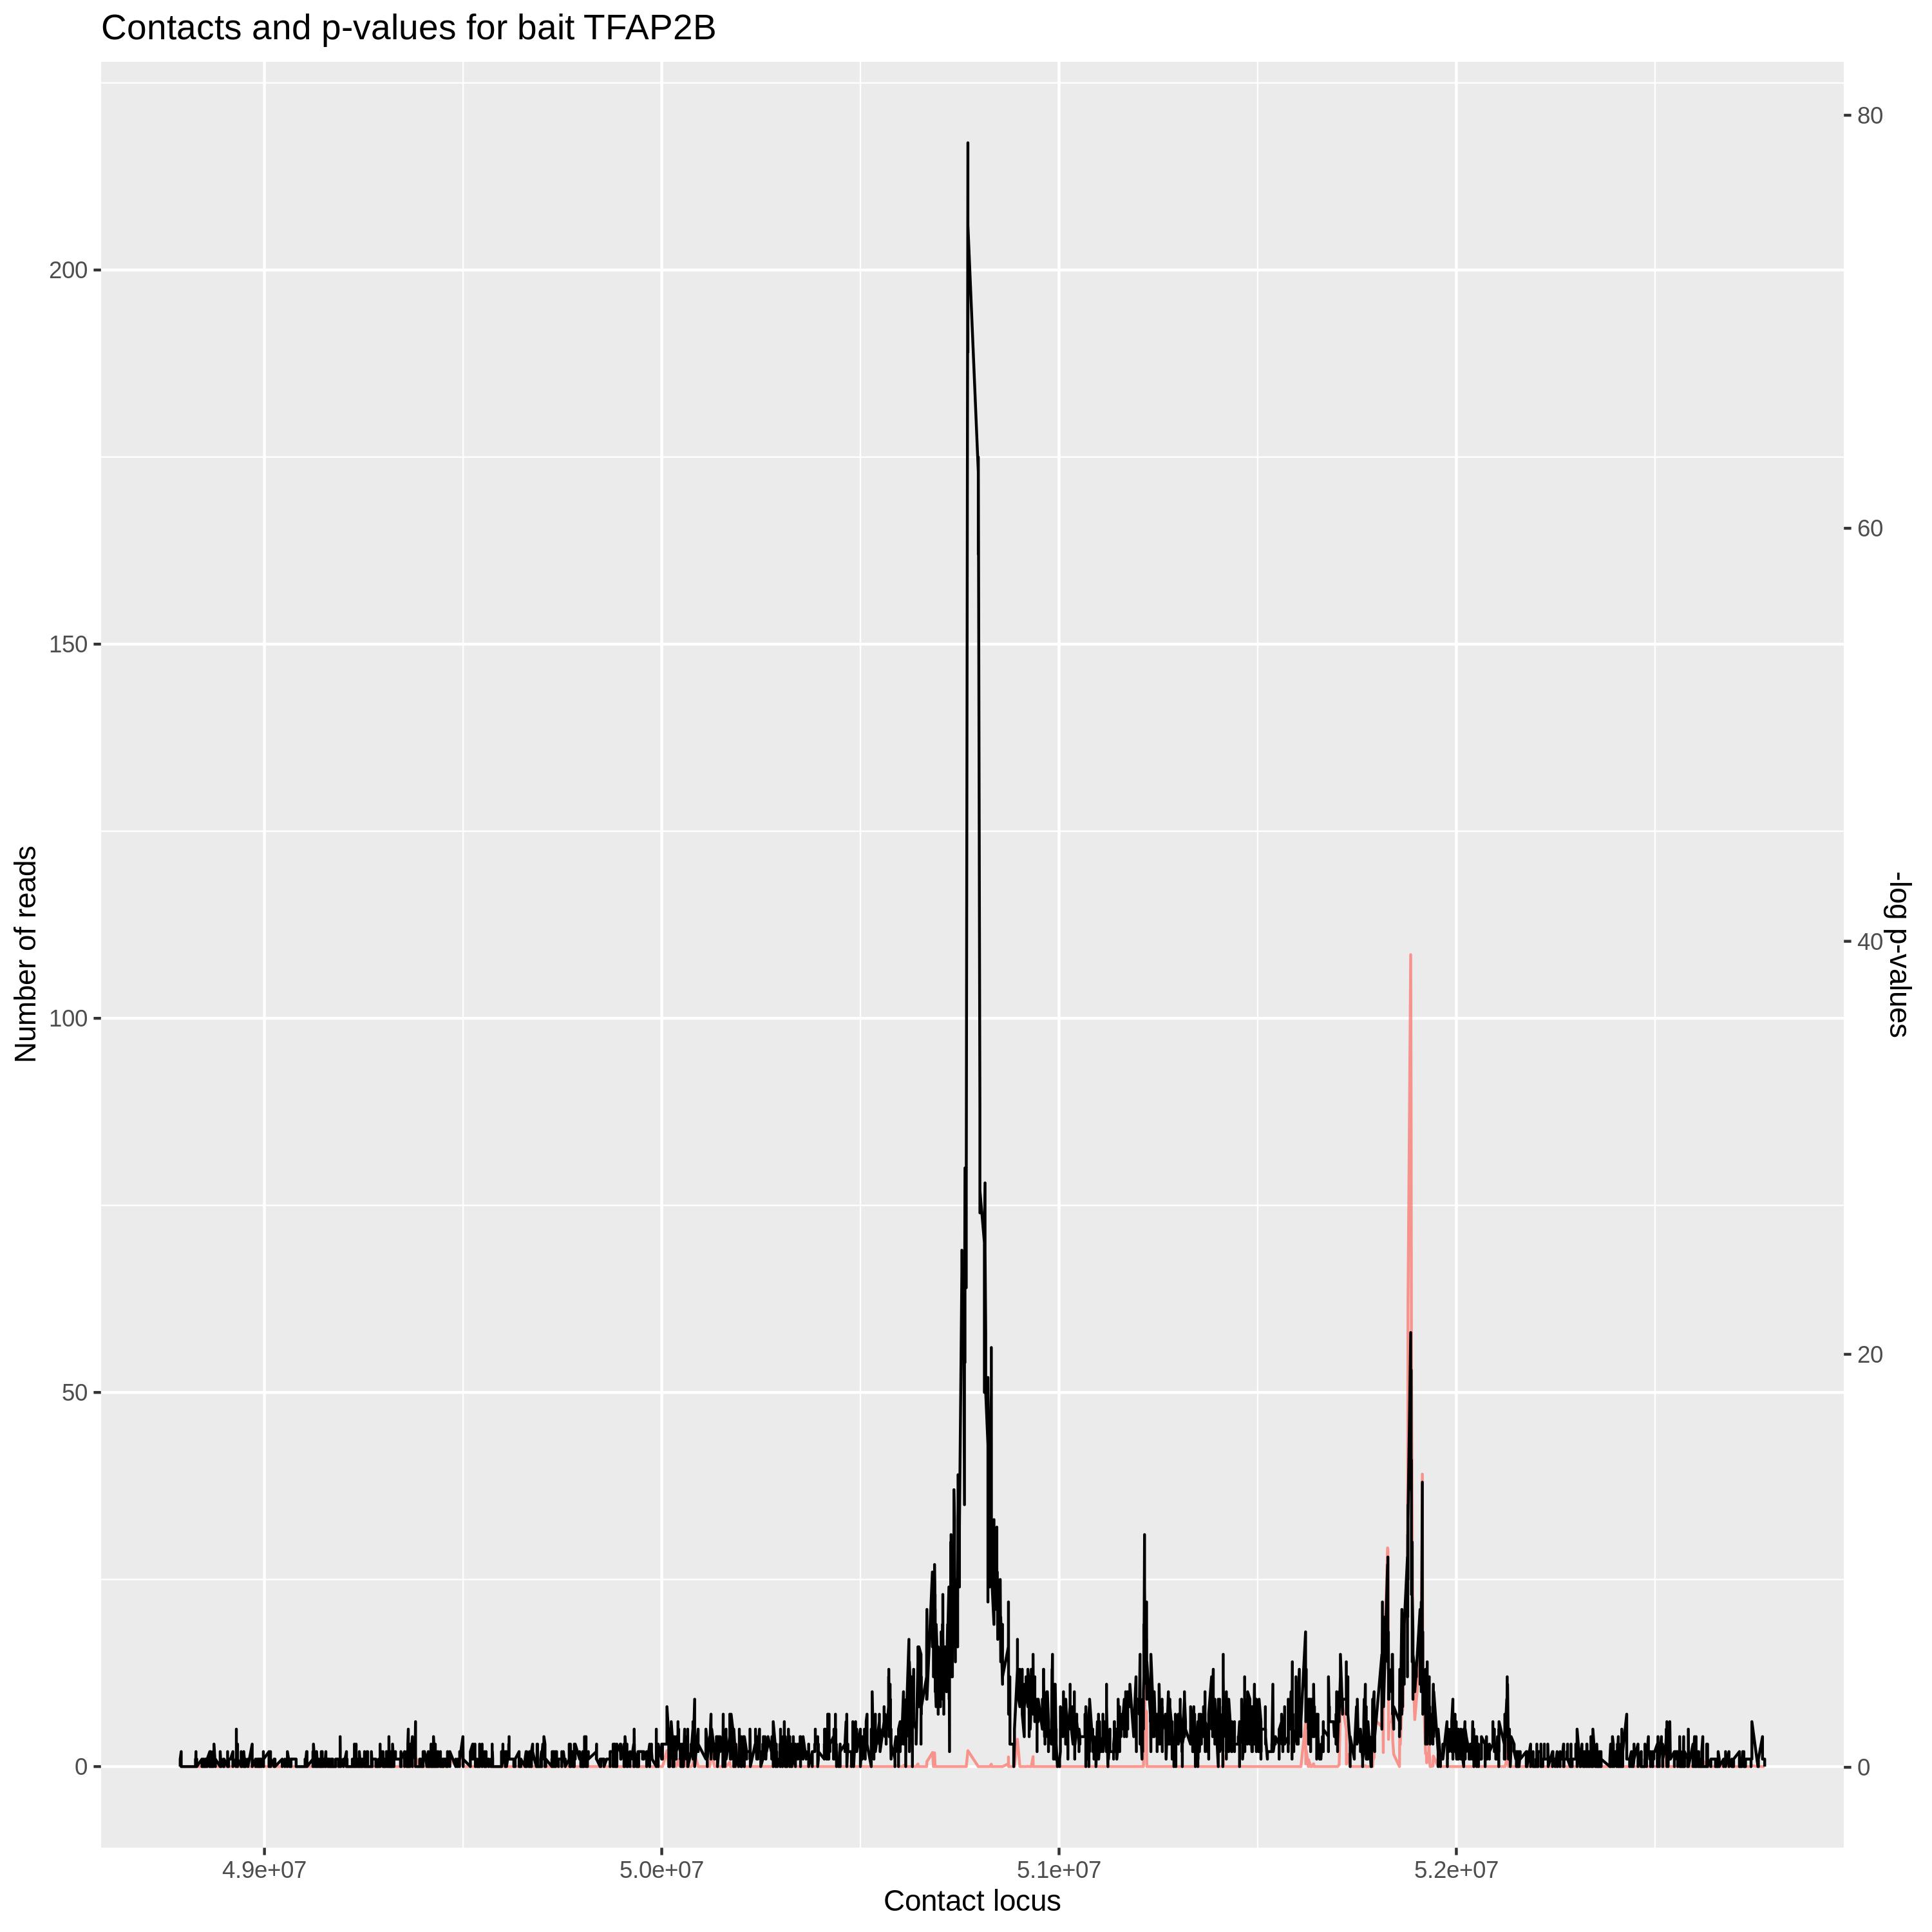 Contacts and p-values for bait TFAP2B
Number of reads
200
150
100
50
0
80
60
40
20
0
-log p-values
4.9e+07
5.0e+07
5.1e+07
5.2e+07
Contact locus